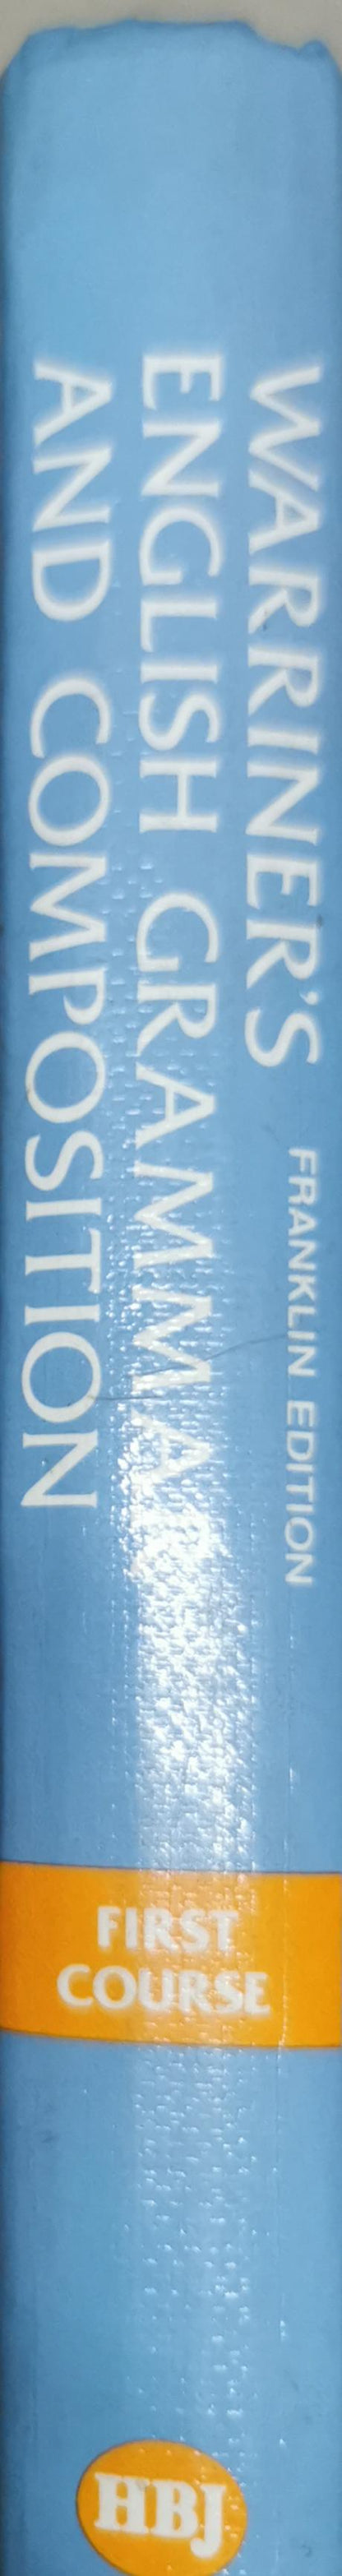 WARRINER'S FRANKLIN EDITION
ENGLISH GRAMMAR
AND COMPOSITION
FIRST
COURSE
HBJ